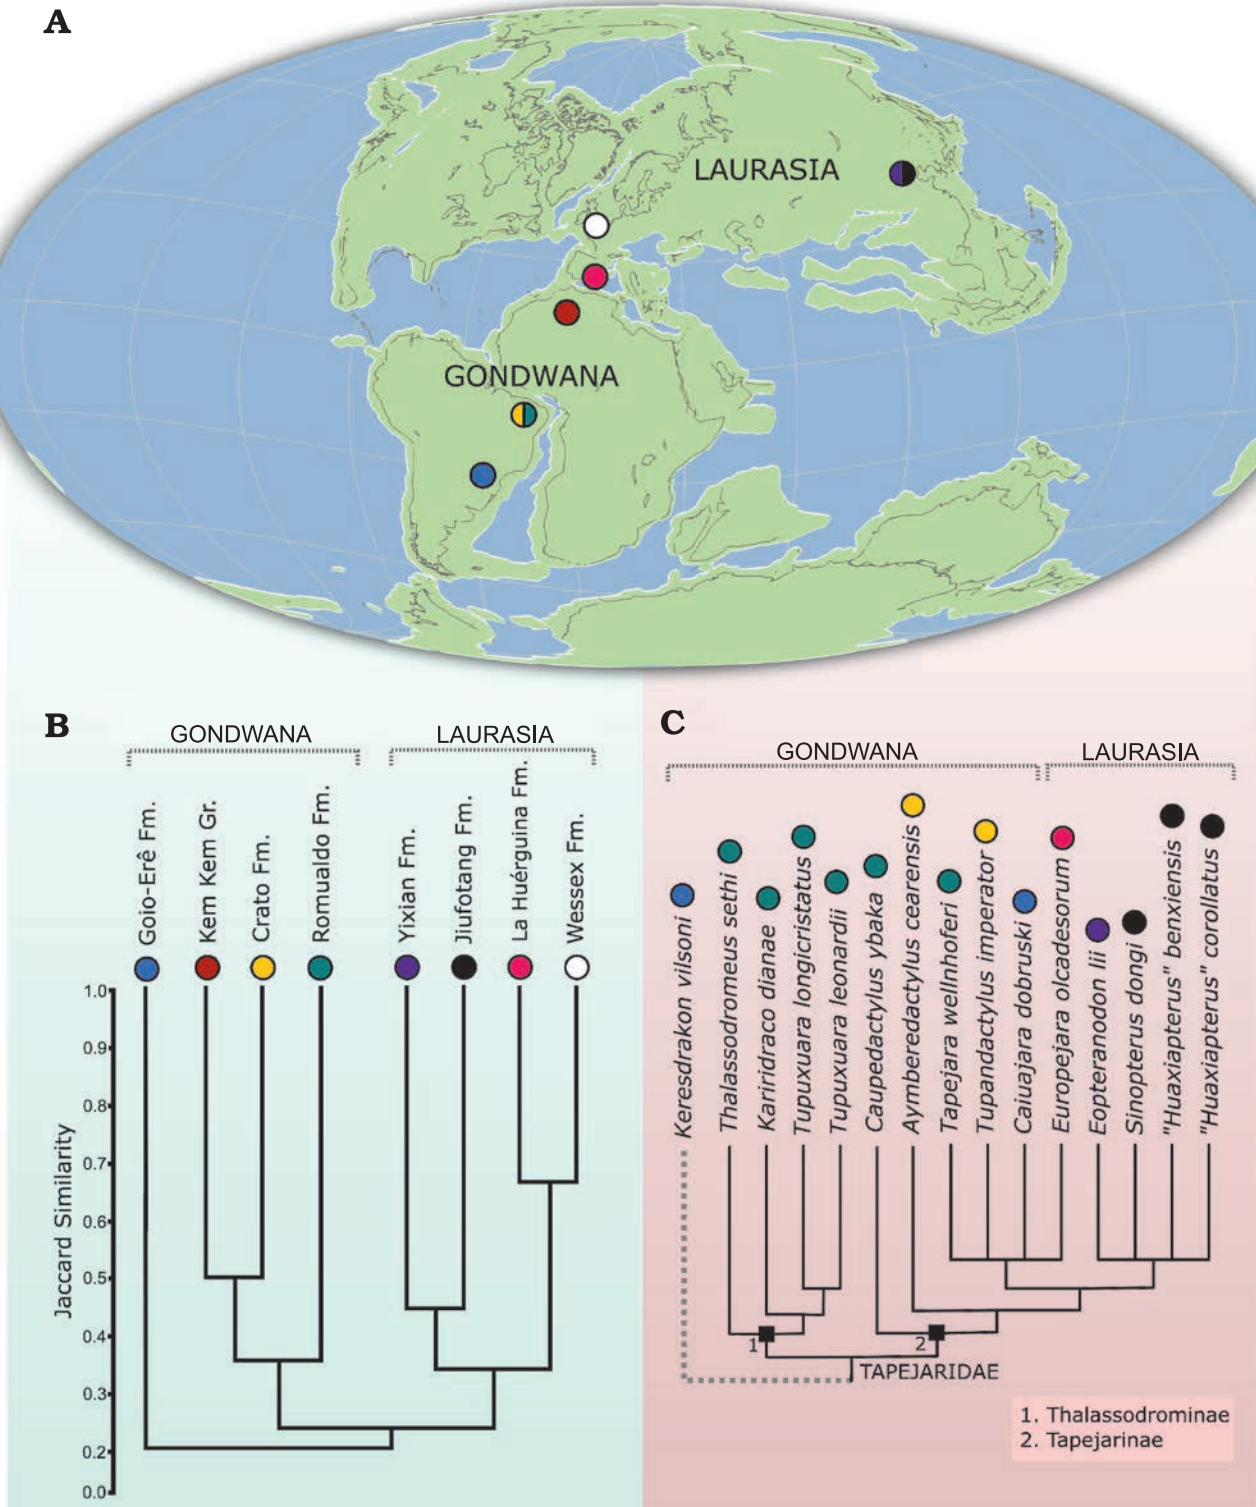 A
LAURASIA
GONDWANA
B
GONDWANA
LAURASIA
Goio-Erê Fm.
Kem Kem Gr.
Crato Fm.
Romualdo Fm.
Yixian Fm.
Jiufotang Fm.
La Huérguina Fm.
Wessex Fm.
Jaccard Similarity
1.0
0.9
0.8
0.7
0.6
0.5
0.4
0.3
0.2
0.0
C
GONDWANA
LAURASIA
Keresdrakon vilsoni
Thalassodromeus sethi
Kariridraco dianae
Tupuxuara longicristatus
Tupuxuara leonardii
Caupedactylus ybaka
Aymberedactylus cearensis
Tapejara wellnhoferi
Tupandactylus imperator
Caiuajara dobruski
Europejara olcadesorum
Eopteranodon lii
Sinopterus dongi
"Huaxiapterus" benxiensis
"Huaxiapterus" corollatus
1
2
TAPEJARIDAE
1. Thalassodrominae
2. Tapejarinae